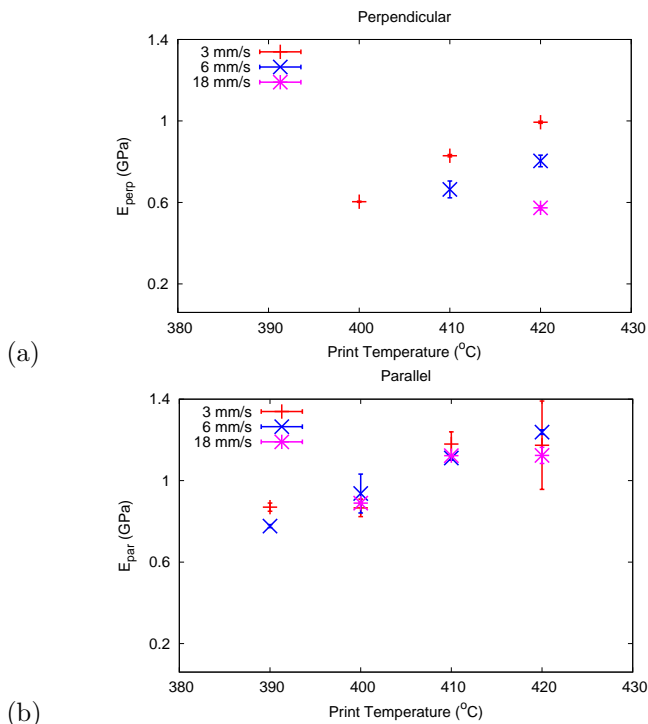 Perpendicular
3 mm/s
6 mm/s
18 mm/s
1.4
1
0.6
0.2
E_perp (GPa)
380 390 400 410 420 430
Print Temperature (°C)
(a)
Parallel
3 mm/s
6 mm/s
18 mm/s
1.4
1
0.6
0.2
E_par (GPa)
380 390 400 410 420 430
Print Temperature (°C)
(b)